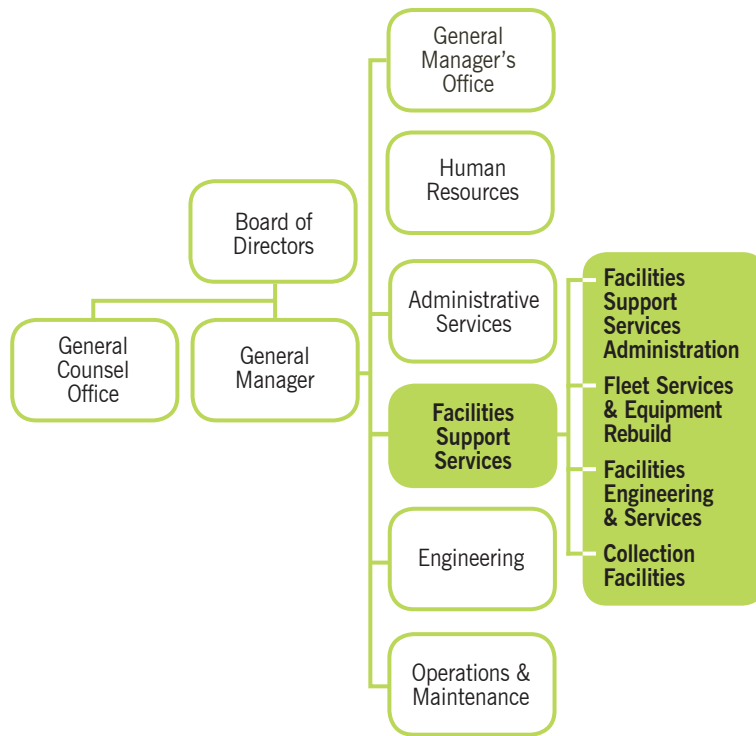 General
Manager’s
Office
Human
Resources
Board of
Directors
Administrative
Services
General
Counsel
Office
General
Manager
Facilities
Support
Services
Facilities
Support
Services
Administration
Fleet Services
& Equipment
Rebuild
Facilities
Engineering
& Services
Collection
Facilities
Engineering
Operations &
Maintenance